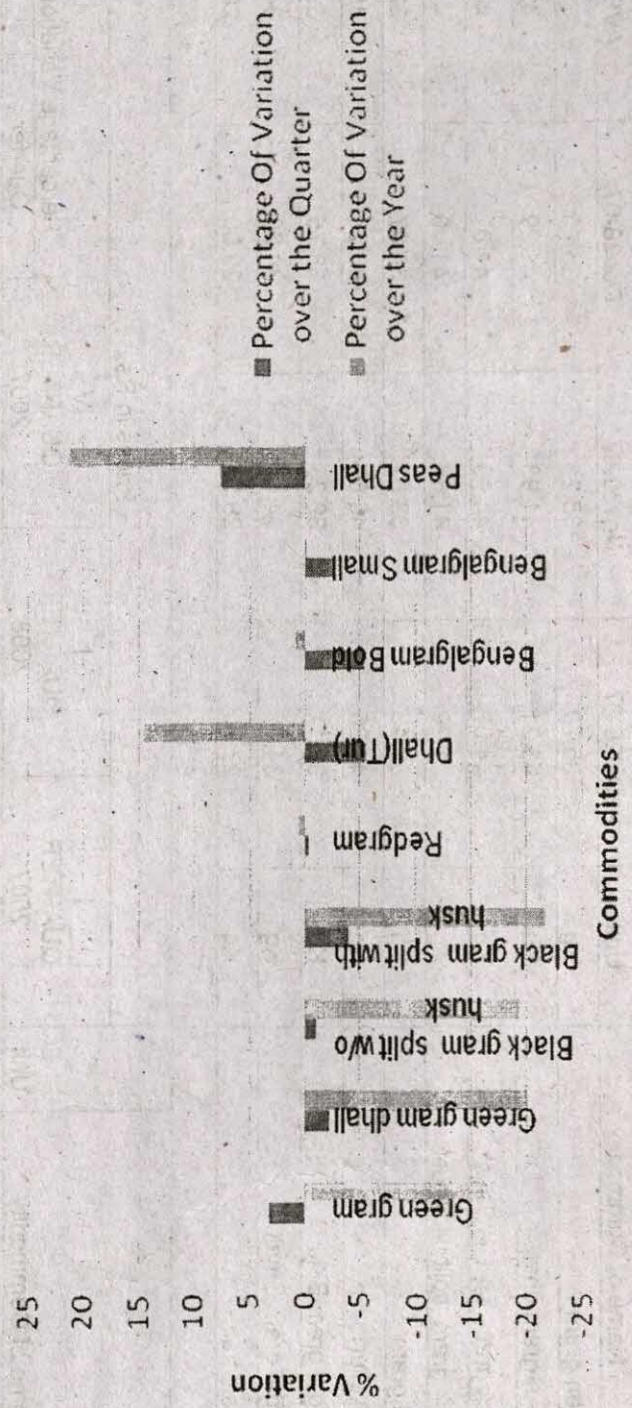 % Variation
25
20
15
10
5
0
-5
-10
-15
-20
-25
Green gram
Green gram dhall
Black gram split w/o
husk
Black gram split with
husk
Redgram
Dhall(Tur)
Bengalgram Bold
Bengalgram Small
Peas Dhall
Commodities
Percentage Of Variation
over the Quarter
Percentage Of Variation
over the Year